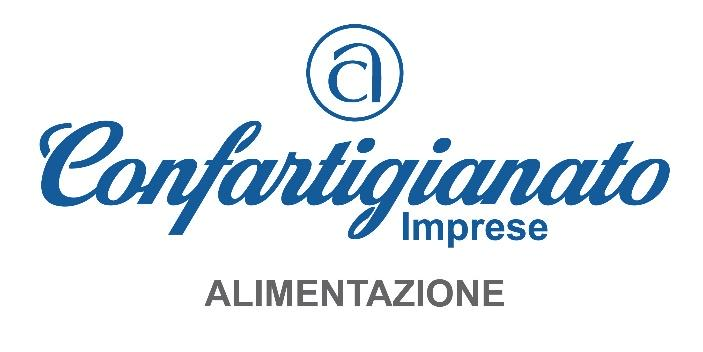 a
Confartigianato
Imprese
ALIMENTAZIONE